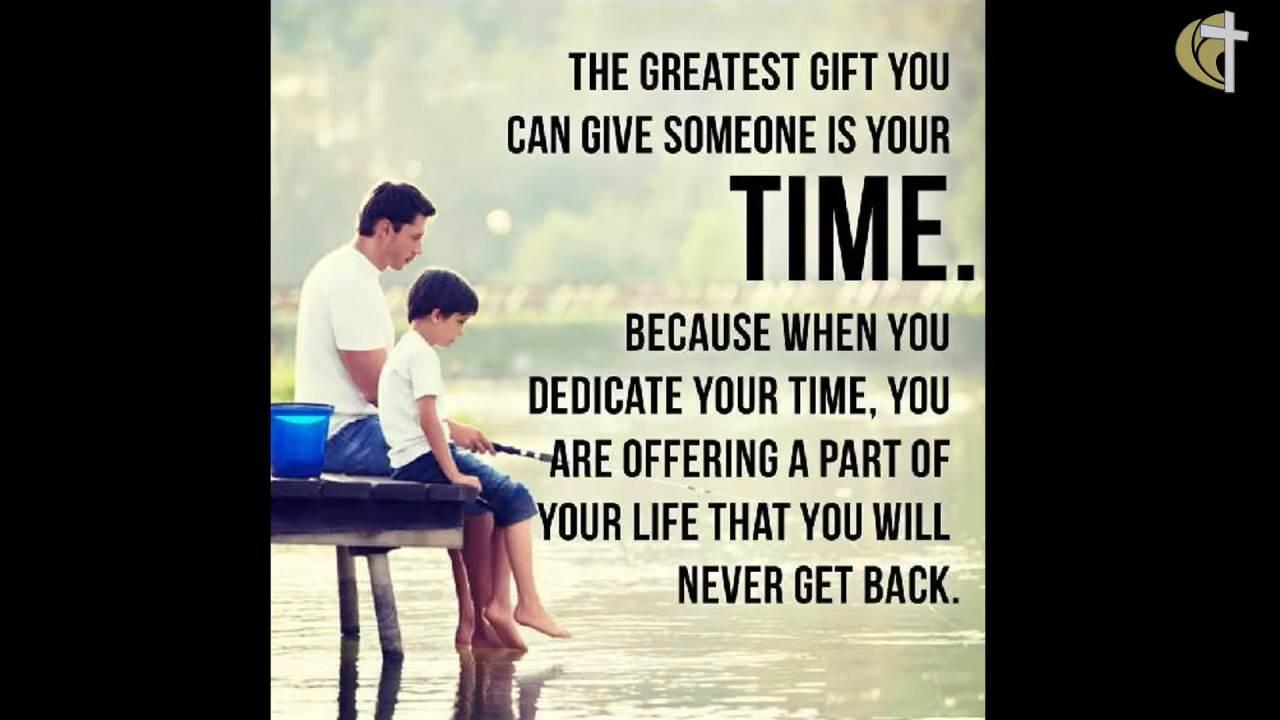 THE GREATEST GIFT YOU
CAN GIVE SOMEONE IS YOUR
TIME.
BECAUSE WHEN YOU
DEDICATE YOUR TIME, YOU
ARE OFFERING A PART OF
YOUR LIFE THAT YOU WILL
NEVER GET BACK.